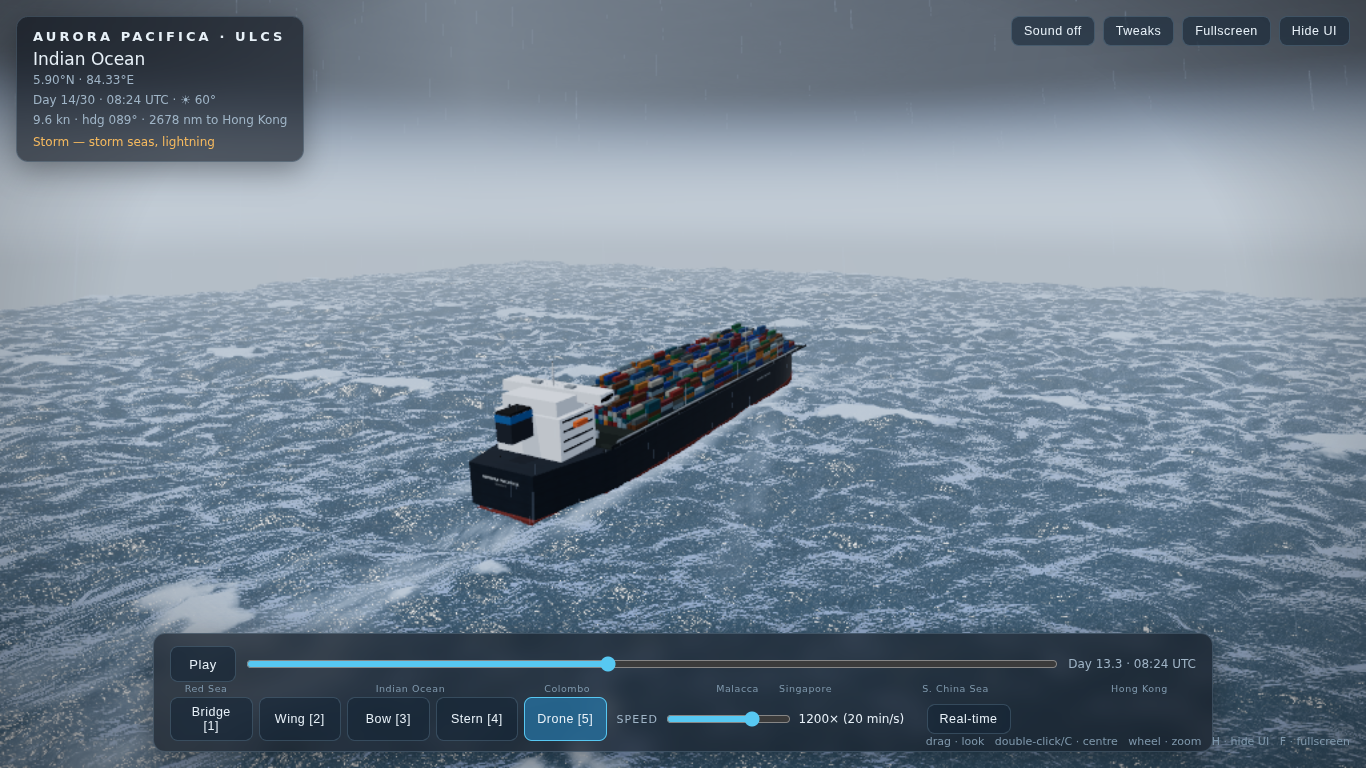 AURORA PACIFICA · ULCS
Indian Ocean
5.90°N · 84.33°E
Day 14/30 · 08:24 UTC · ☀ 60°
9.6 kn · hdg 089° · 2678 nm to Hong Kong
Storm — storm seas, lightning
Sound off
Tweaks
Fullscreen
Hide UI
Play
Day 13.3 · 08:24 UTC
Red Sea
Indian Ocean
Colombo
Malacca
Singapore
S. China Sea
Hong Kong
Bridge
[1]
Wing [2]
Bow [3]
Stern [4]
Drone [5]
SPEED
1200× (20 min/s)
Real-time
drag · look double-click/C · centre wheel · zoom H · hide UI F · fullscreen